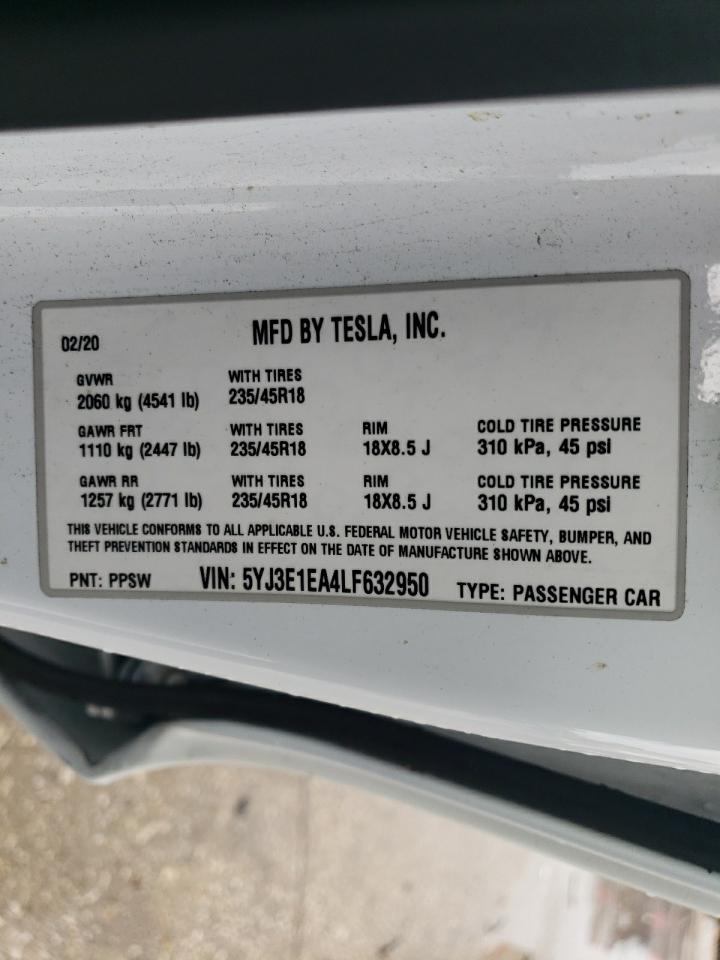 02/20 MFD BY TESLA, INC.
GVWR WITH TIRES
2060 kg (4541 lb) 235/45R18
GAWR FRT WITH TIRES RIM COLD TIRE PRESSURE
1110 kg (2447 lb) 235/45R18 18X8.5 J 310 kPa, 45 psi
GAWR RR WITH TIRES RIM COLD TIRE PRESSURE
1257 kg (2771 lb) 235/45R18 18X8.5 J 310 kPa, 45 psi
THIS VEHICLE CONFORMS TO ALL APPLICABLE U.S. FEDERAL MOTOR VEHICLE SAFETY, BUMPER, AND
THEFT PREVENTION STANDARDS IN EFFECT ON THE DATE OF MANUFACTURE SHOWN ABOVE.
PNT: PPSW VIN: 5YJ3E1EA4LF632950 TYPE: PASSENGER CAR